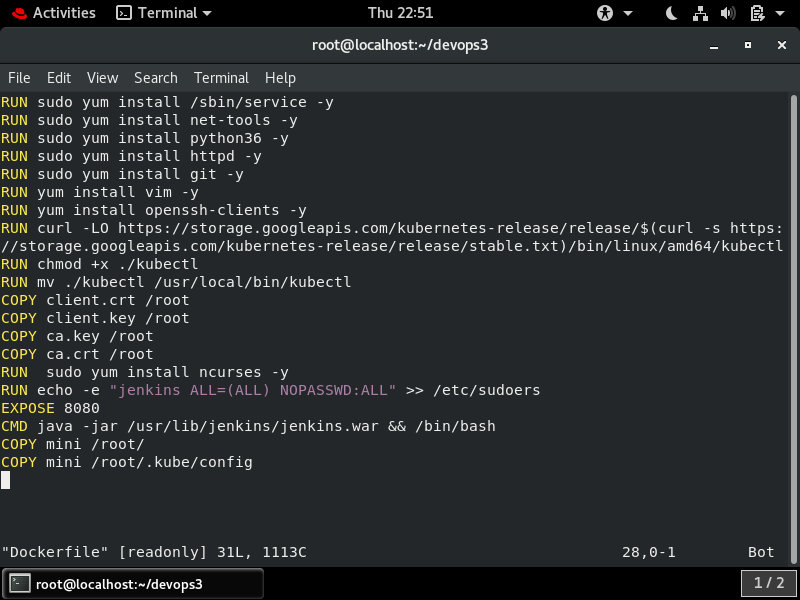 Activities Terminal Thu 22:51
root@localhost:~/devops3
File Edit View Search Terminal Help
RUN sudo yum install /sbin/service -y
RUN sudo yum install net-tools -y
RUN sudo yum install python36 -y
RUN sudo yum install httpd -y
RUN sudo yum install git -y
RUN yum install vim -y
RUN yum install openssh-clients -y
RUN curl -LO https://storage.googleapis.com/kubernetes-release/release/$(curl -s https:
//storage.googleapis.com/kubernetes-release/release/stable.txt)/bin/linux/amd64/kubectl
RUN chmod +x ./kubectl
RUN mv ./kubectl /usr/local/bin/kubectl
COPY client.crt /root
COPY client.key /root
COPY ca.key /root
COPY ca.crt /root
RUN  sudo yum install ncurses -y
RUN echo -e "jenkins ALL=(ALL) NOPASSWD:ALL" >> /etc/sudoers
EXPOSE 8080
CMD java -jar /usr/lib/jenkins/jenkins.war && /bin/bash
COPY mini /root/
COPY mini /root/.kube/config
"Dockerfile" [readonly] 31L, 1113C 28,0-1 Bot
root@localhost:~/devops3 1 / 2